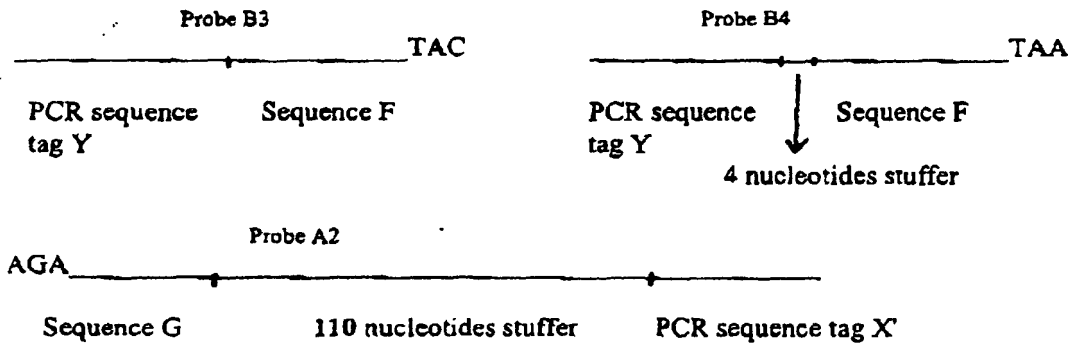 Probe B3
TAC
PCR sequence
tag Y
Sequence F
Probe B4
TAA
PCR sequence
tag Y
Sequence F
4 nucleotides stuffer
Probe A2
AGA
Sequence G
110 nucleotides stuffer
PCR sequence tag X'